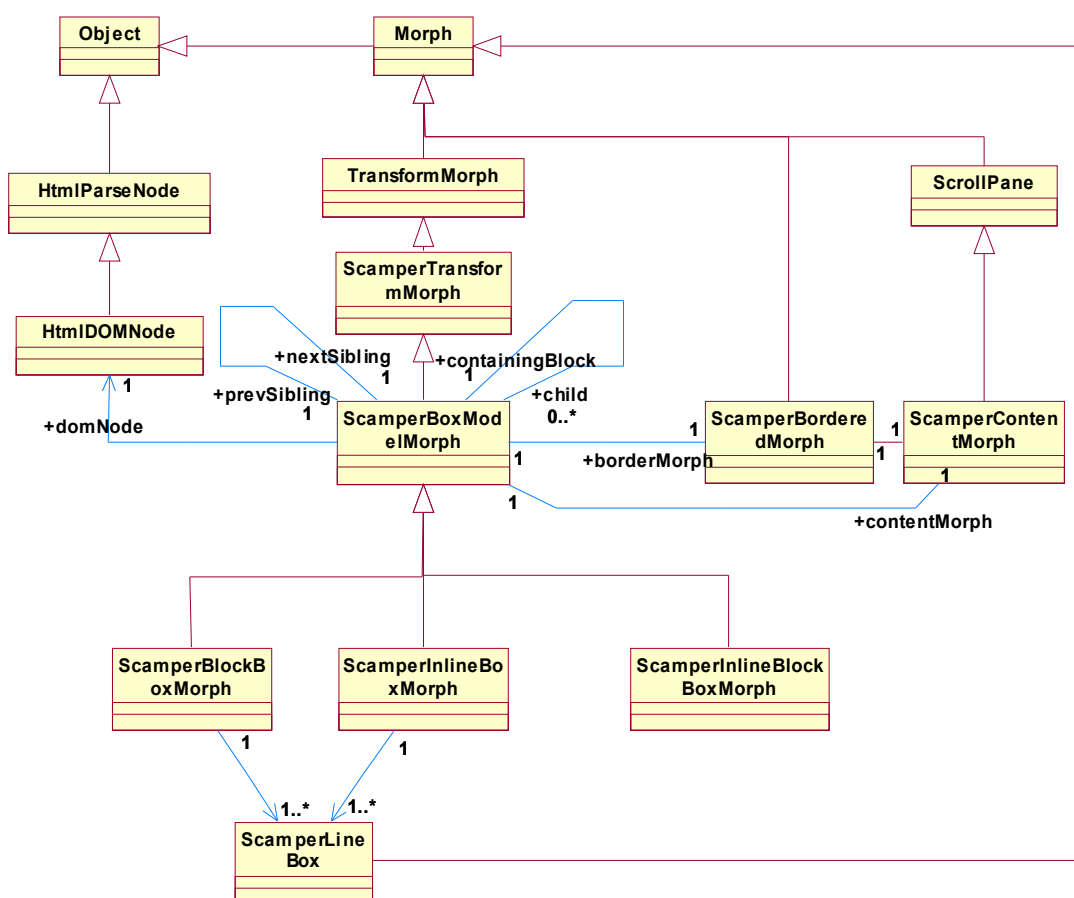 Object
Morph
HtmlParseNode
TransformMorph
ScrollPane
ScamperTransfor
mMorph
HtmlDOMNode
1
+nextSibling
1
+containingBlock
1
+prevSibling
1
+child
0..*
+domNode
ScamperBoxMod
elMorph
1
1
1
+borderMorph
ScamperBordere
dMorph
1
1
ScamperConten
tMorph
1
+contentMorph
ScamperBlockB
oxMorph
1
ScamperInlineBo
xMorph
1
ScamperInlineBlock
BoxMorph
1..*
1..*
ScamperLine
Box